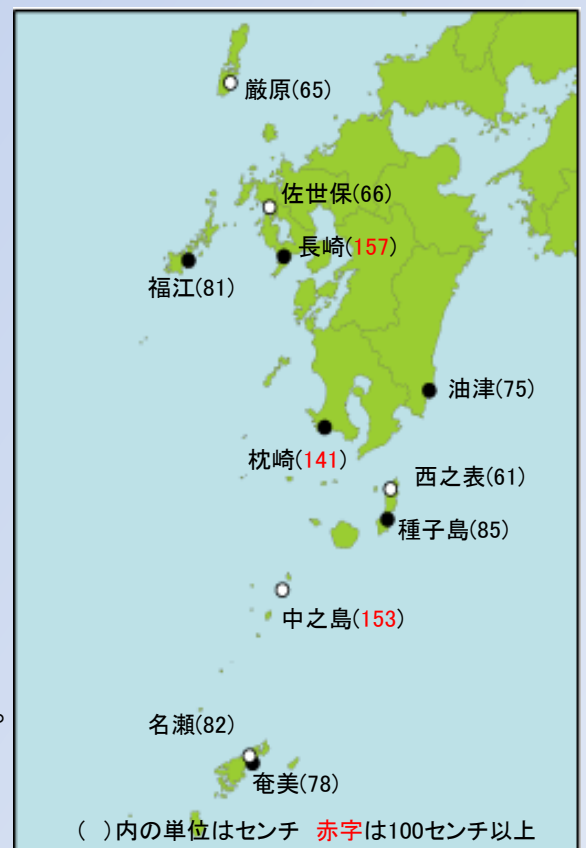 厳原(65)
佐世保(66)
長崎(157)
福江(81)
油津(75)
枕崎(141)
西之表(61)
種子島(85)
中之島(153)
。
名瀬(82)
奄美(78)
( )内の単位はセンチ 赤字は100センチ以上